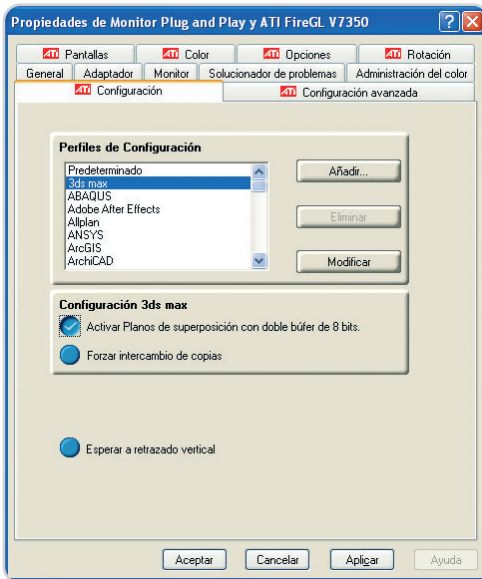 Propiedades de Monitor Plug and Play y ATI FireGL V7350
ATI Pantallas ATI Color ATI Opciones ATI Rotación
General Adaptador Monitor Solucionador de problemas Administración del color
ATI Configuración ATI Configuración avanzada
Perfiles de Configuración
Predeterminado
3ds max
ABAQUS
Adobe After Effects
Allplan
ANSYS
ArcGIS
ArchiCAD
Añadir...
Eliminar
Modificar
Configuración 3ds max
Activar Planos de superposición con doble búfer de 8 bits.
Forzar intercambio de copias
Esperar a retrazado vertical
Aceptar Cancelar Aplicar Ayuda